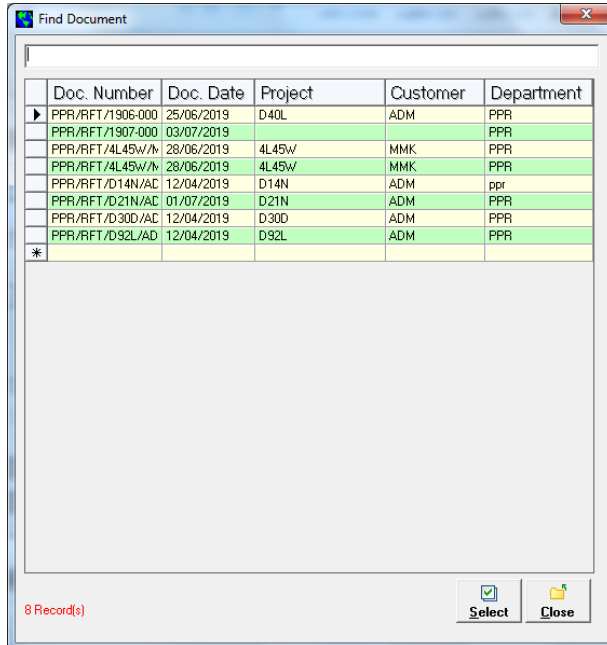 Find Document
Doc. Number Doc. Date Project Customer Department
PPR/RFT/1906-000 25/06/2019 D40L ADM PPR
PPR/RFT/1907-000 03/07/2019 PPR
PPR/RFT/4L45W/M 28/06/2019 4L45W MMK PPR
PPR/RFT/4L45W/M 28/06/2019 4L45W MMK PPR
PPR/RFT/D14N/AD 12/04/2019 D14N ADM ppr
PPR/RFT/D21N/AD 01/07/2019 D21N ADM PPR
PPR/RFT/D30D/AD 12/04/2019 D30D ADM PPR
PPR/RFT/D92L/AD 12/04/2019 D92L ADM PPR
8 Record(s)
Select Close